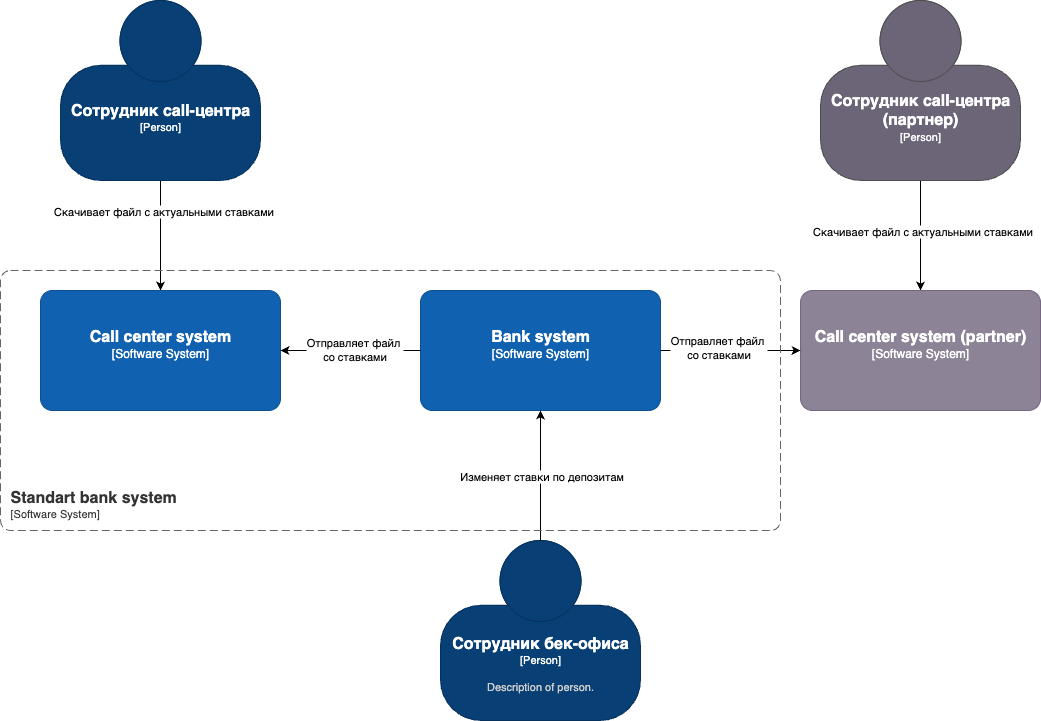 Сотрудник call-центра
[Person]
Сотрудник call-центра
(партнер)
[Person]
Скачивает файл с актуальными ставками
Скачивает файл с актуальными ставками
Call center system
[Software System]
Отправляет файл
со ставками
Bank system
[Software System]
Отправляет файл
со ставками
Call center system (partner)
[Software System]
Изменяет ставки по депозитам
Standart bank system
[Software System]
Сотрудник бек-офиса
[Person]
Description of person.